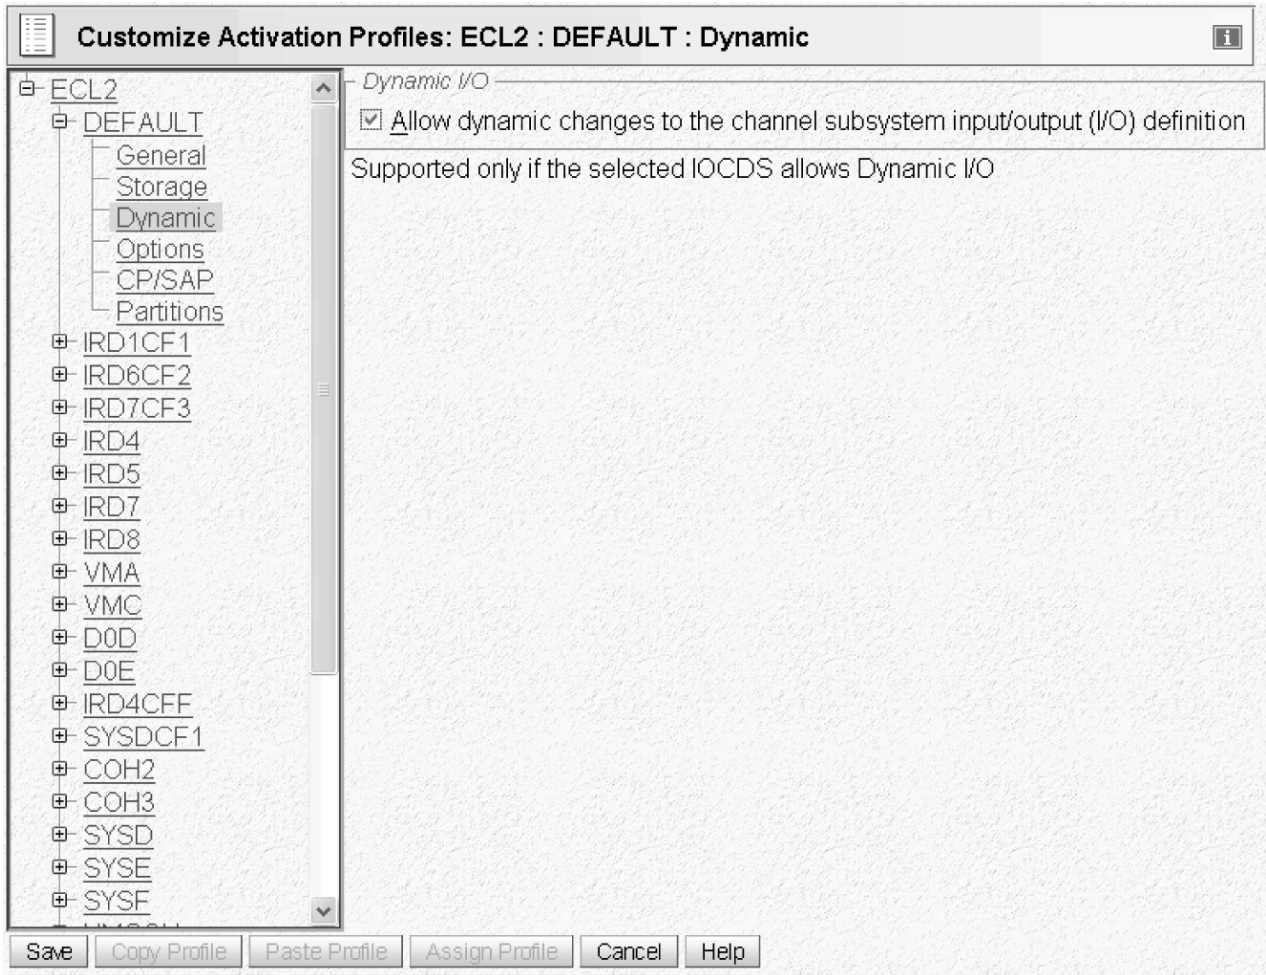 Customize Activation Profiles: ECL2 : DEFAULT : Dynamic
i
ECL2
DEFAULT
General
Storage
Dynamic
Options
CP/SAP
Partitions
IRD1CF1
IRD6CF2
IRD7CF3
IRD4
IRD5
IRD7
IRD8
VMA
VMC
D0D
D0E
IRD4CFF
SYSDCF1
COH2
COH3
SYSD
SYSE
SYSF
Dynamic I/O
Allow dynamic changes to the channel subsystem input/output (I/O) definition
Supported only if the selected IOCDS allows Dynamic I/O
Save Copy Profile Paste Profile Assign Profile Cancel Help